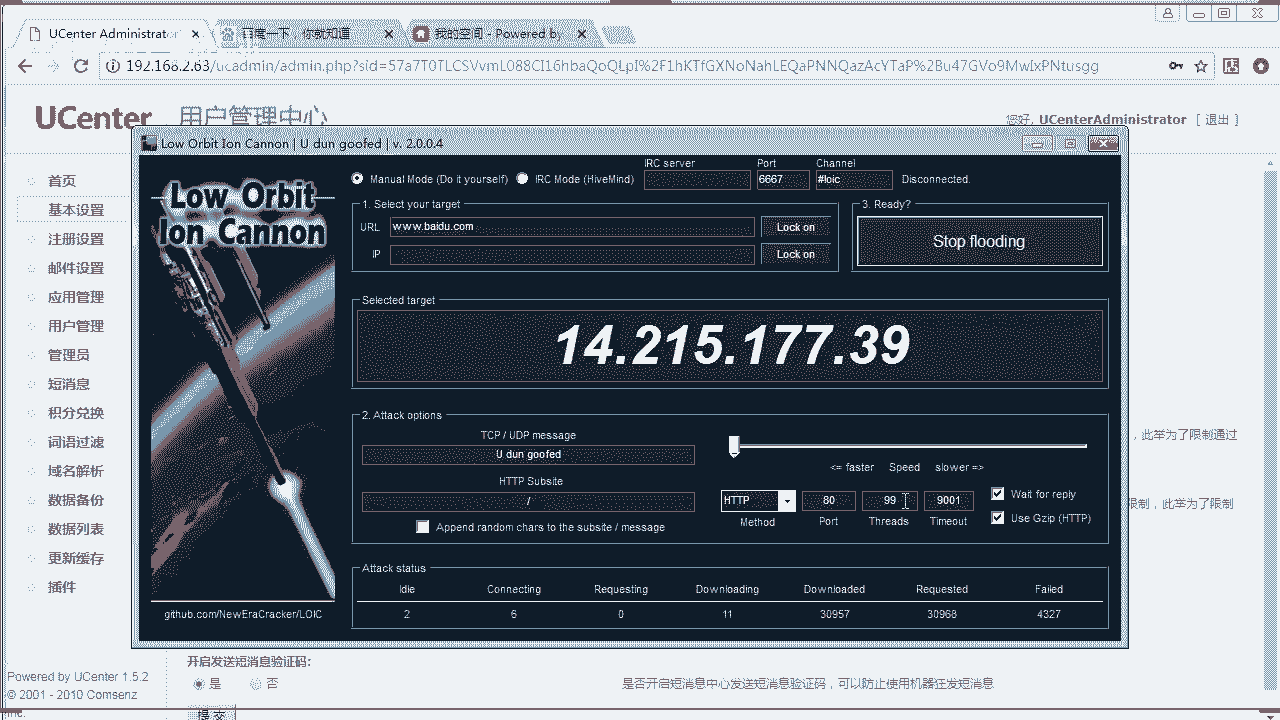 UCenter Administrator
百度一下，你就知道
我的空间 - Powered by
192.168.2.63/ucadmin/admin.php?sid=
UCenter 用户管理中心
您好, UCenterAdministrator [ 退出 ]
首页
基本设置
注册设置
邮件设置
应用管理
用户管理
管理员
短消息
积分兑换
词语过滤
域名解析
数据备份
数据列表
更新缓存
插件
Powered by UCenter 1.5.2
© 2001 - 2010 Comsenz
Inc.
Low Orbit Ion Cannon | U dun goofed | v. 2.0.0.4
Low Orbit
Ion Cannon
github.com/NewEraCracker/LOIC
IRC server
Port
Channel
Manual Mode (Do it yourself)
IRC Mode (HiveMind)
6667
#loic
Disconnected.
1. Select your target
URL
www.baidu.com
Lock on
IP
Lock on
3. Ready?
Stop flooding
Selected target
14.215.177.39
2. Attack options
TCP / UDP message
U dun goofed
HTTP Subsite
/
Append random chars to the subsite / message
<= faster Speed slower =>
HTTP
80
99
9001
Method
Port
Threads
Timeout
Wait for reply
Use Gzip (HTTP)
Attack status
Idle Connecting Requesting Downloading Downloaded Requested Failed
2 6 0 11 30957 30968 4327
，此举为了限制通过
限制，此举为了限制
开启发送短消息验证码:
是
否
是否开启短消息中心发送短消息验证码，可以防止使用机器狂发短消息
提 交